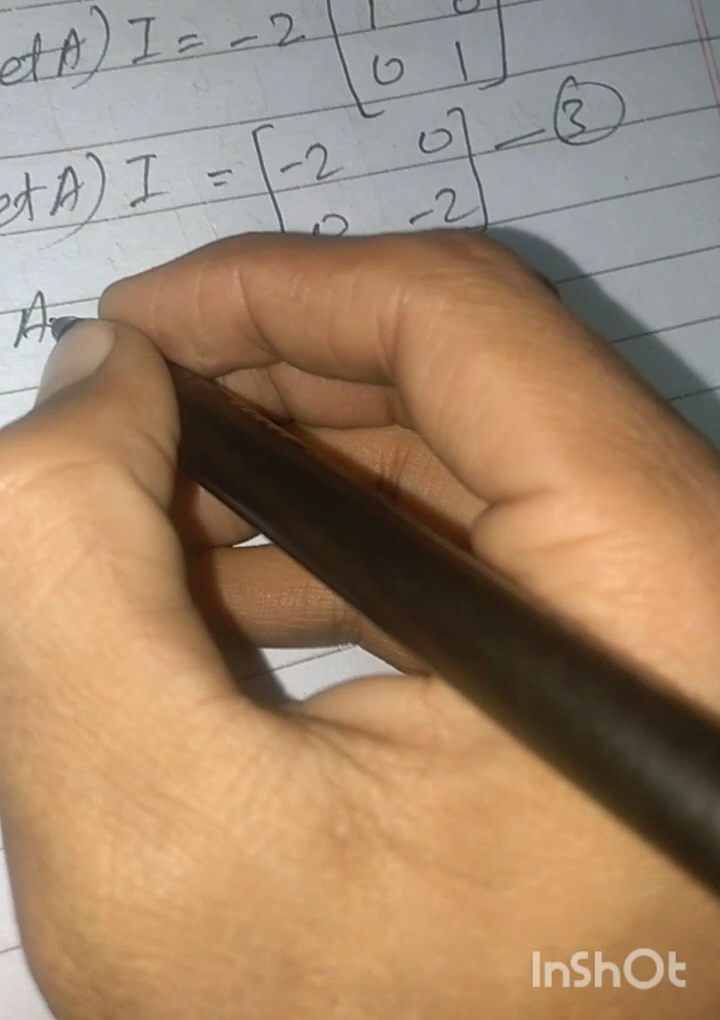 etA) I = -2 [1 0
0 1]
etA) I = [-2 0
0 -2] — ③
A
InShOt